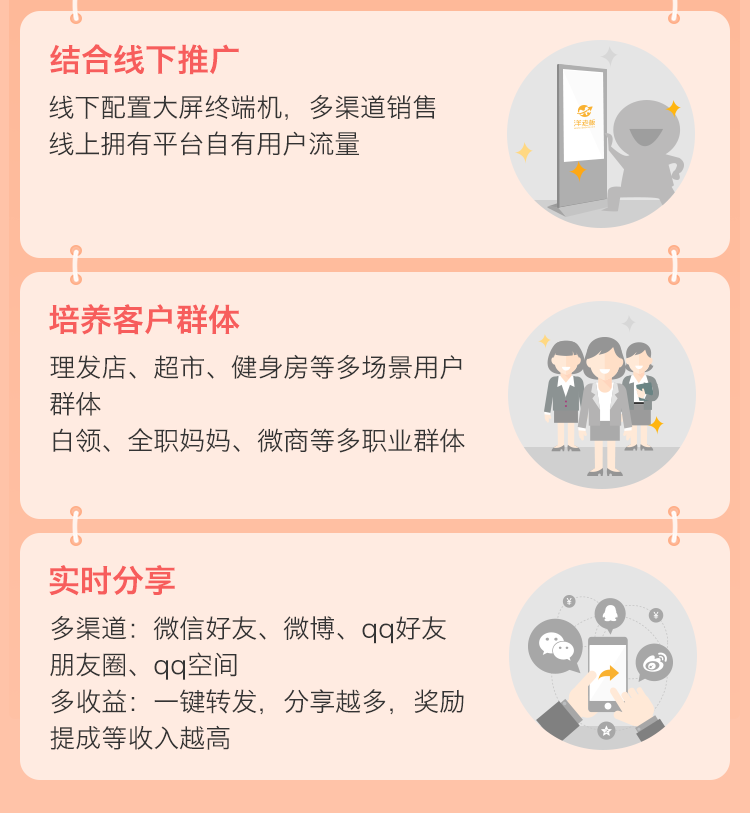 结合线下推广
线下配置大屏终端机，多渠道销售
线上拥有平台自有用户流量
培养客户群体
理发店、超市、健身房等多场景用户
群体
白领、全职妈妈、微商等多职业群体
实时分享
多渠道：微信好友、微博、qq好友
朋友圈、qq空间
多收益：一键转发，分享越多，奖励
提成等收入越高
¥
¥